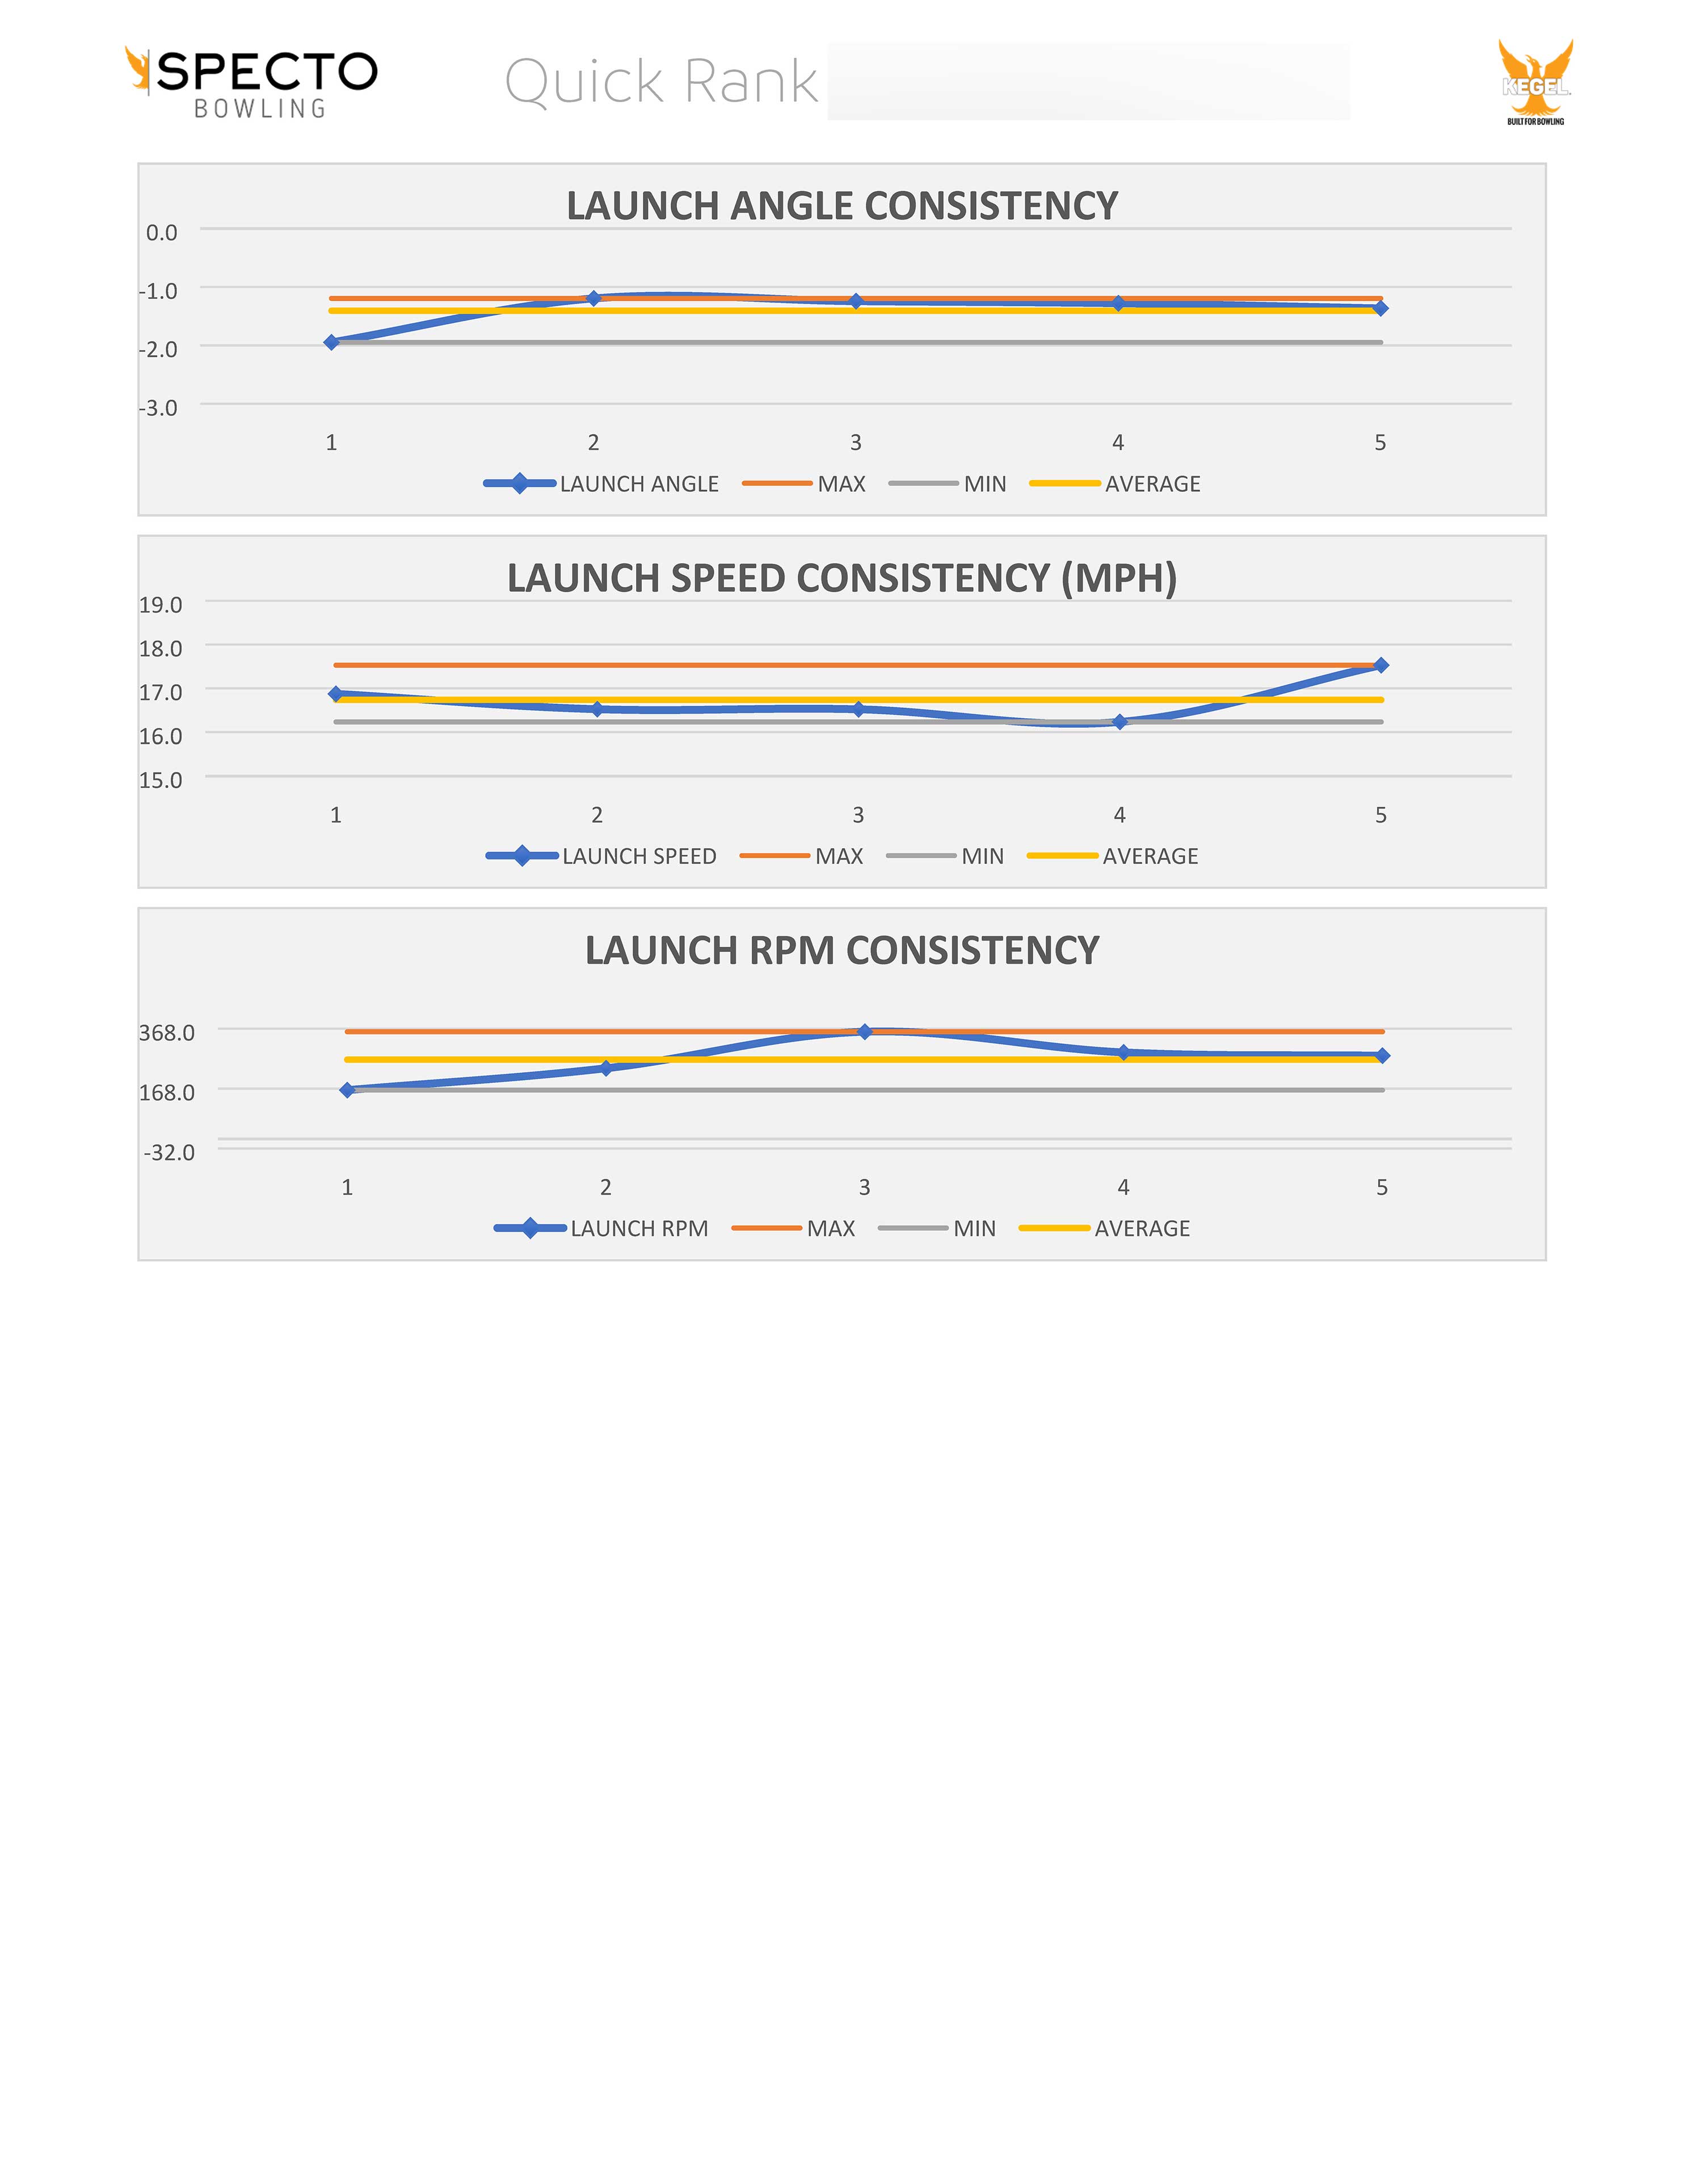 SPECTO
BOWLING
Quick Rank
KEGEL
BUILT FOR BOWLING
LAUNCH ANGLE CONSISTENCY
0.0
-1.0
-2.0
-3.0
1 2 3 4 5
LAUNCH ANGLE MAX MIN AVERAGE
LAUNCH SPEED CONSISTENCY (MPH)
19.0
18.0
17.0
16.0
15.0
1 2 3 4 5
LAUNCH SPEED MAX MIN AVERAGE
LAUNCH RPM CONSISTENCY
368.0
168.0
-32.0
1 2 3 4 5
LAUNCH RPM MAX MIN AVERAGE